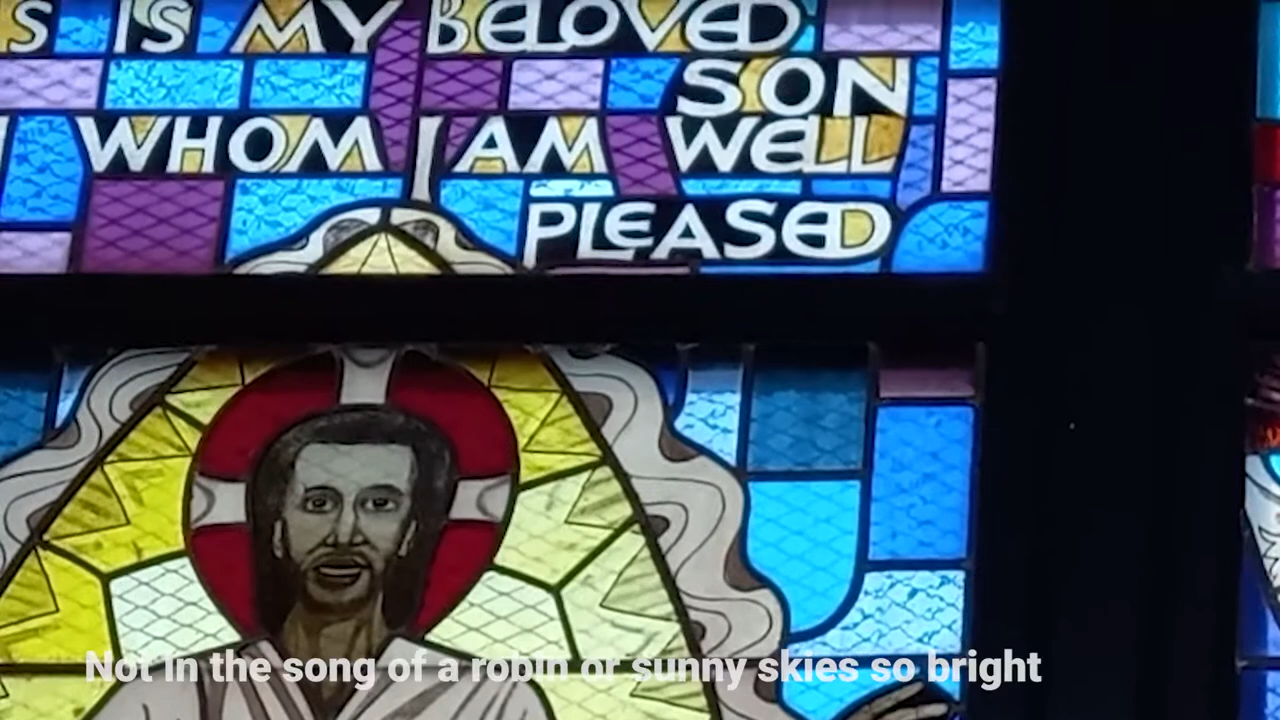 S IS MY BELOVED
SON
WHOM I AM WELL
PLEASED
Not in the song of a robin or sunny skies so bright